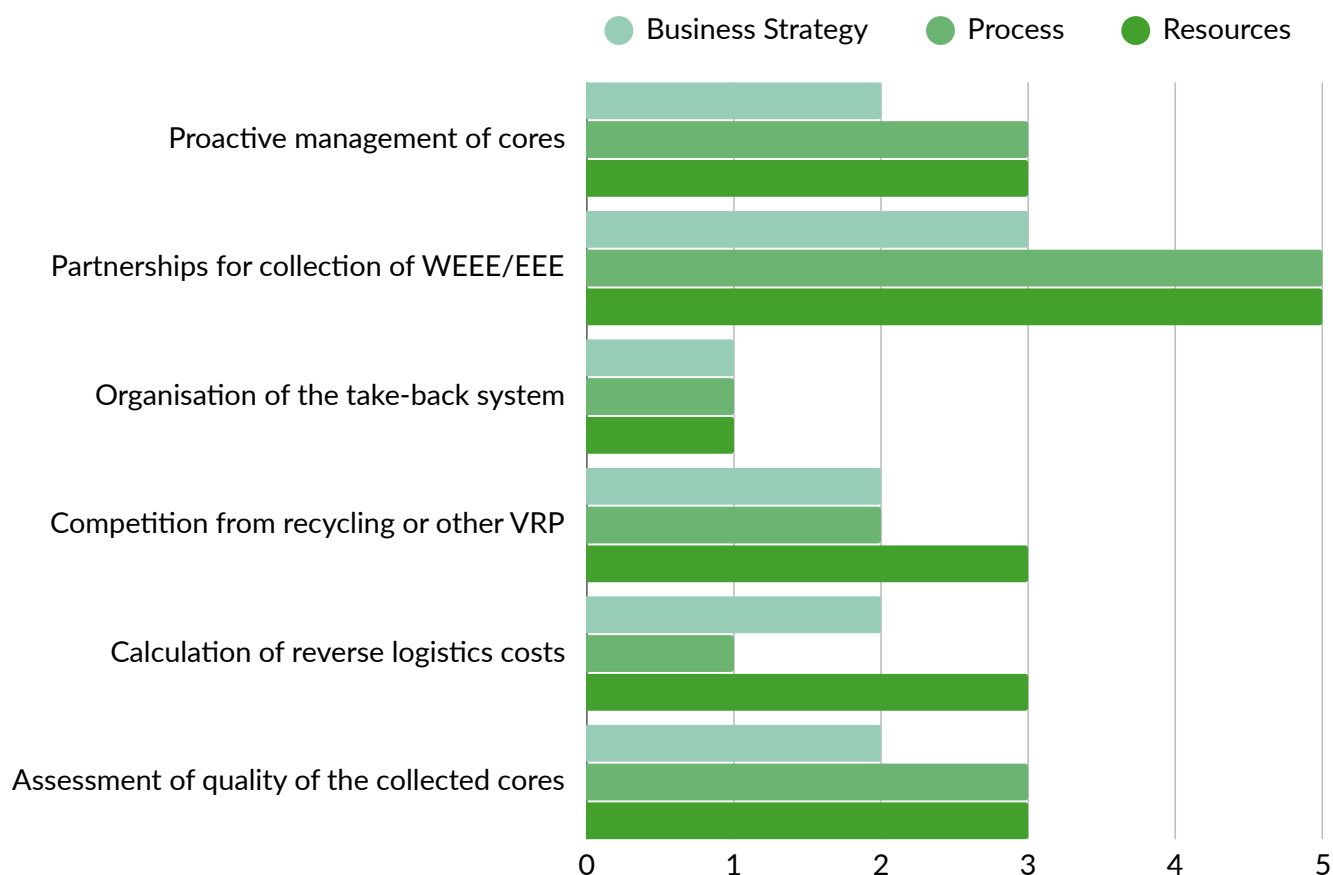 Business Strategy
Process
Resources
Proactive management of cores
Partnerships for collection of WEEE/EEE
Organisation of the take-back system
Competition from recycling or other VRP
Calculation of reverse logistics costs
Assessment of quality of the collected cores
0 1 2 3 4 5